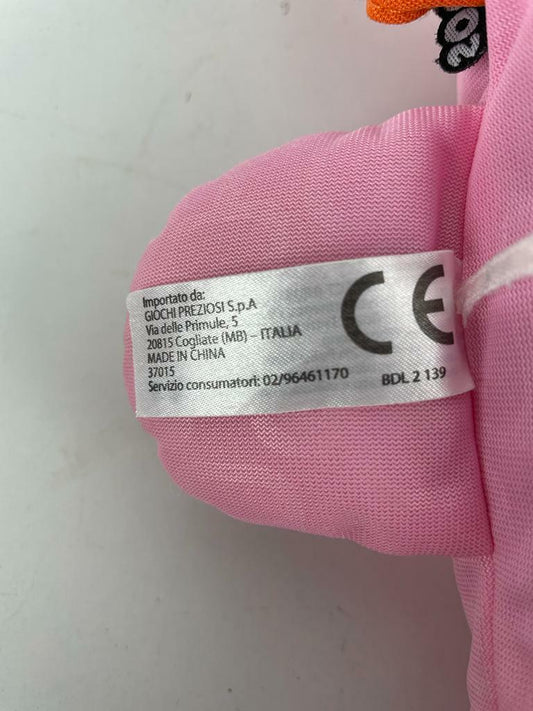 Importato da:
GIOCHI PREZIOSI S.p.A
Via delle Primule, 5
20815 Cogliate (MB) – ITALIA
MADE IN CHINA
37015
Servizio consumatori: 02/96461170
CE
BDL 2 139